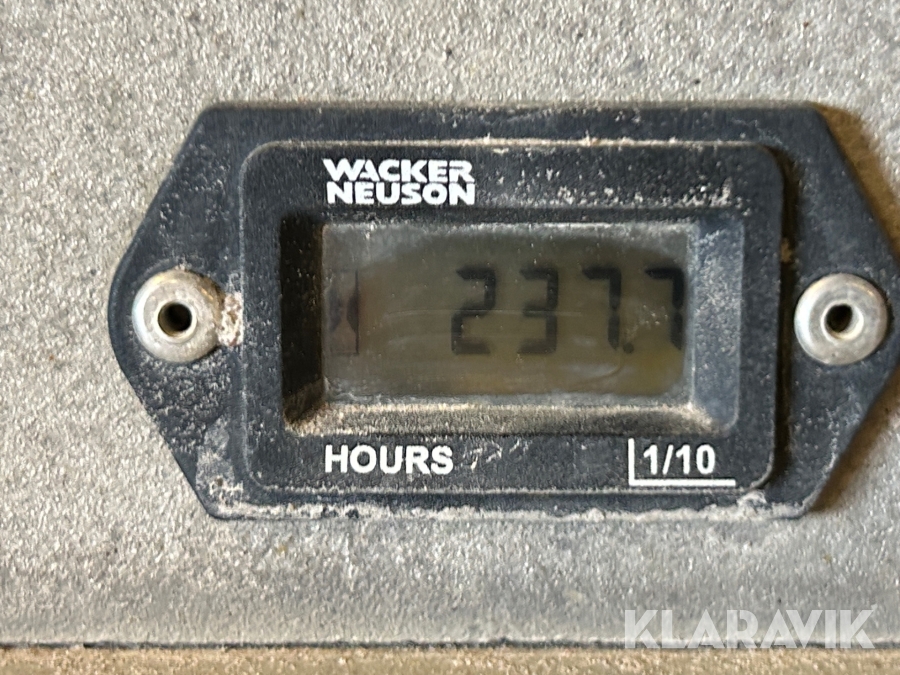 WACKER
NEUSON
237.7
HOURS
1/10
KLARAVIK